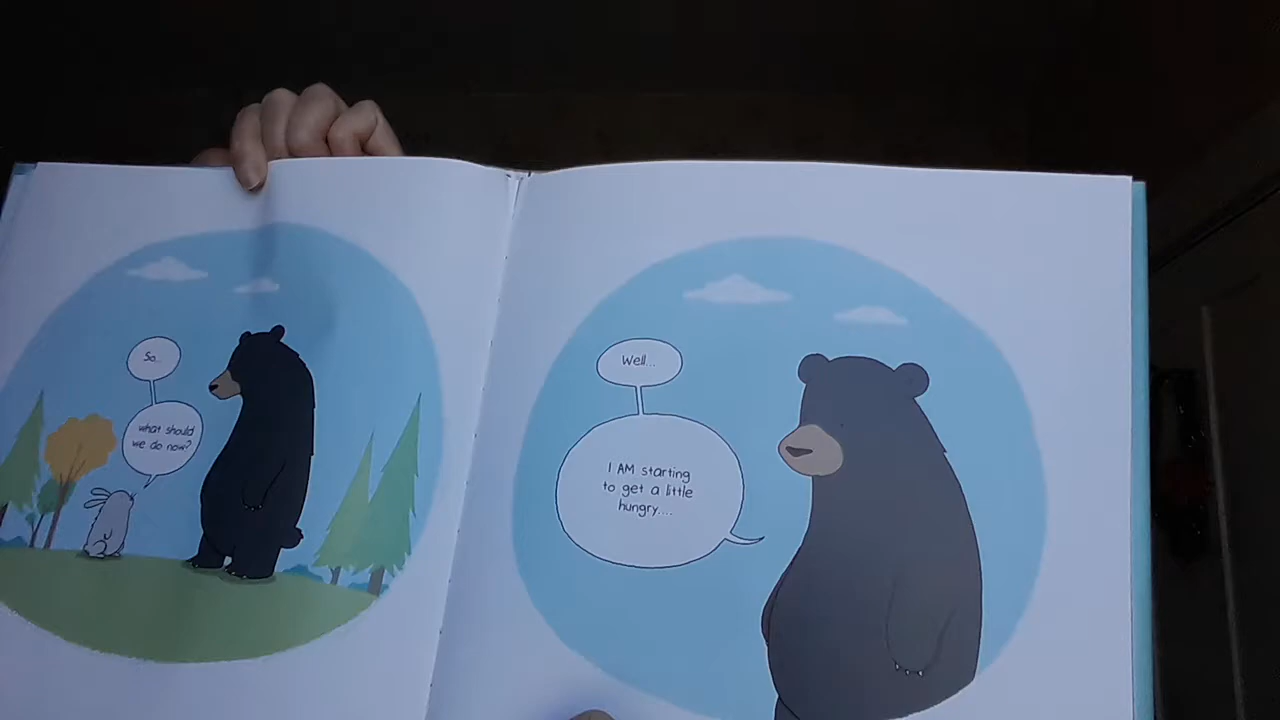 So...
what should
we do now?
Well...
I AM starting
to get a little
hungry....